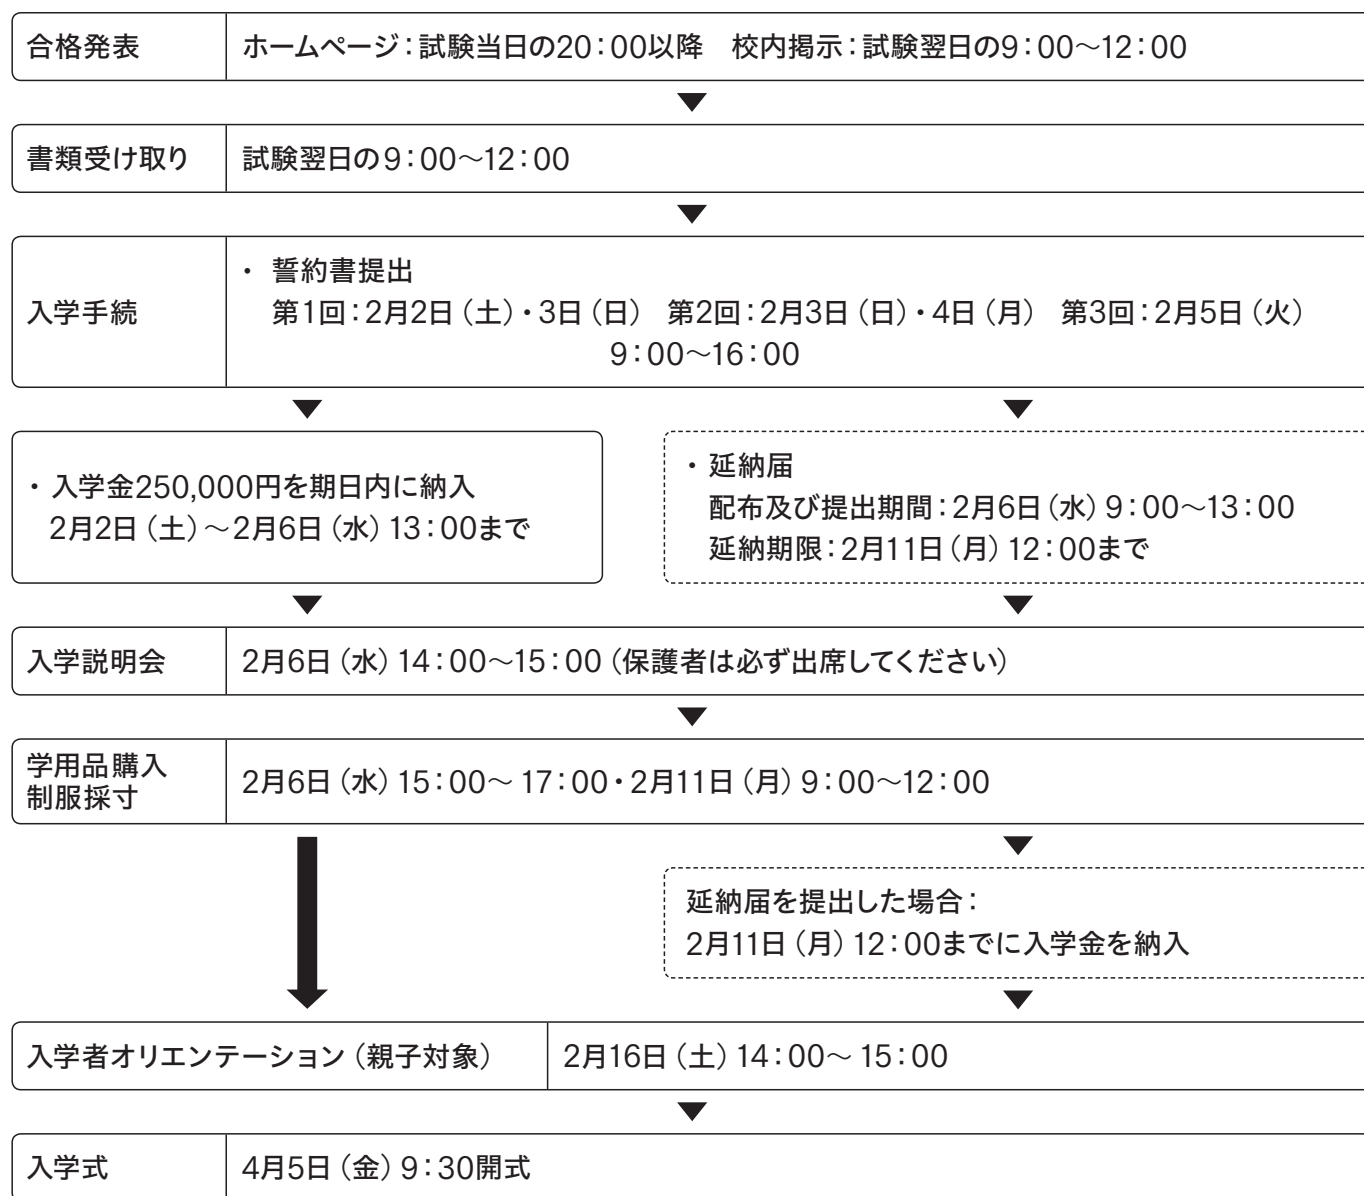 合格発表
ホームページ：試験当日の20：00以降　校内掲示：試験翌日の9：00～12：00
書類受け取り
試験翌日の9：00～12：00
入学手続
・ 誓約書提出
第1回：2月2日（土）・3日（日）　第2回：2月3日（日）・4日（月）　第3回：2月5日（火）
9：00～16：00
・ 入学金250,000円を期日内に納入
2月2日（土）～2月6日（水）13：00まで
・ 延納届
配布及び提出期間：2月6日（水）9：00～13：00
延納期限：2月11日（月）12：00まで
入学説明会
2月6日（水）14：00～15：00（保護者は必ず出席してください）
学用品購入
制服採寸
2月6日（水）15：00～ 17：00・2月11日（月）9：00～12：00
延納届を提出した場合：
2月11日（月）12：00までに入学金を納入
入学者オリエンテーション（親子対象）
2月16日（土）14：00～ 15：00
入学式
4月5日（金）9：30開式